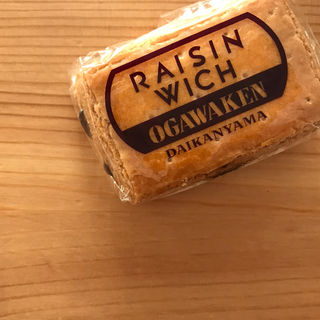 RAISIN
WICH
OGAWAKEN
DAIKANYAMA